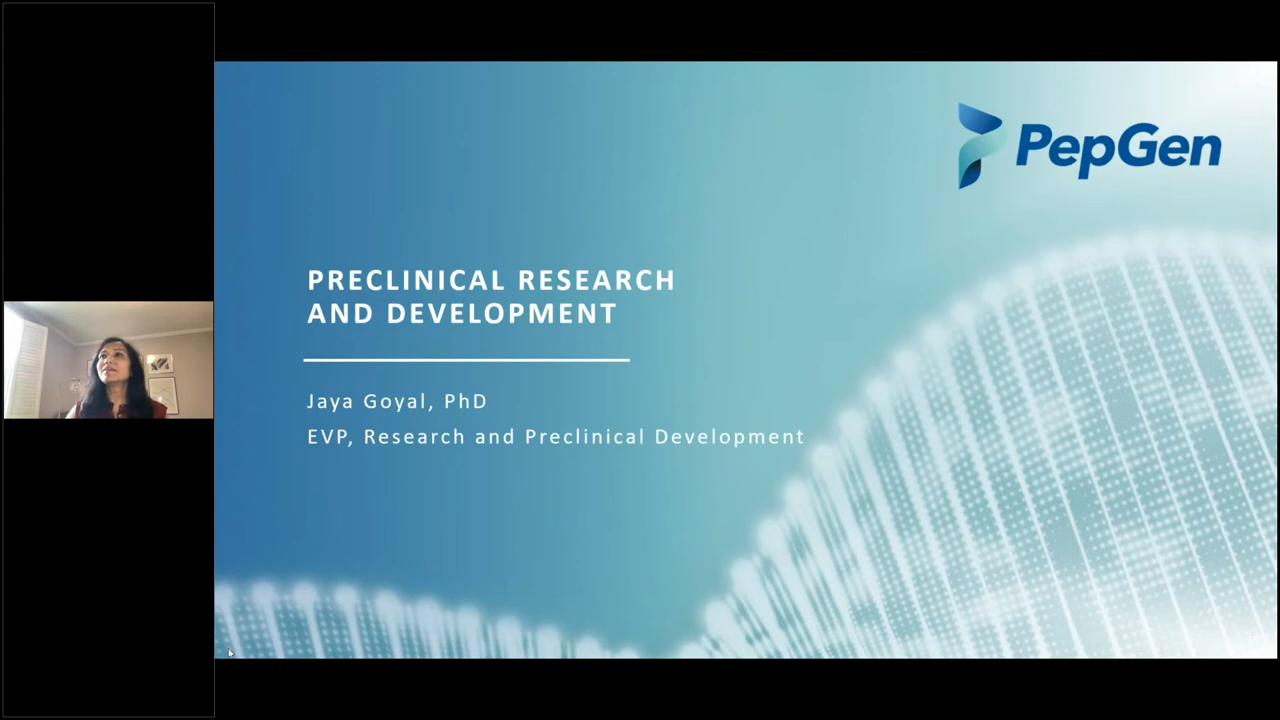 PepGen
PRECLINICAL RESEARCH
AND DEVELOPMENT
Jaya Goyal, PhD
EVP, Research and Preclinical Development